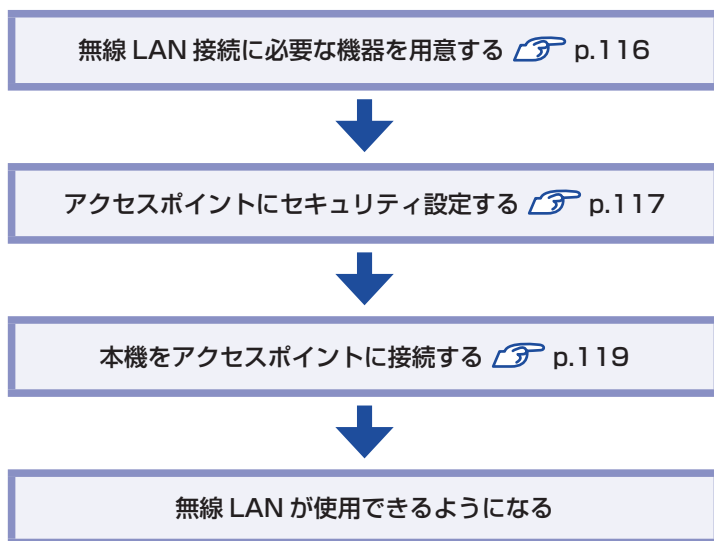 無線 LAN 接続に必要な機器を用意する p.116
アクセスポイントにセキュリティ設定する p.117
本機をアクセスポイントに接続する p.119
無線 LAN が使用できるようになる